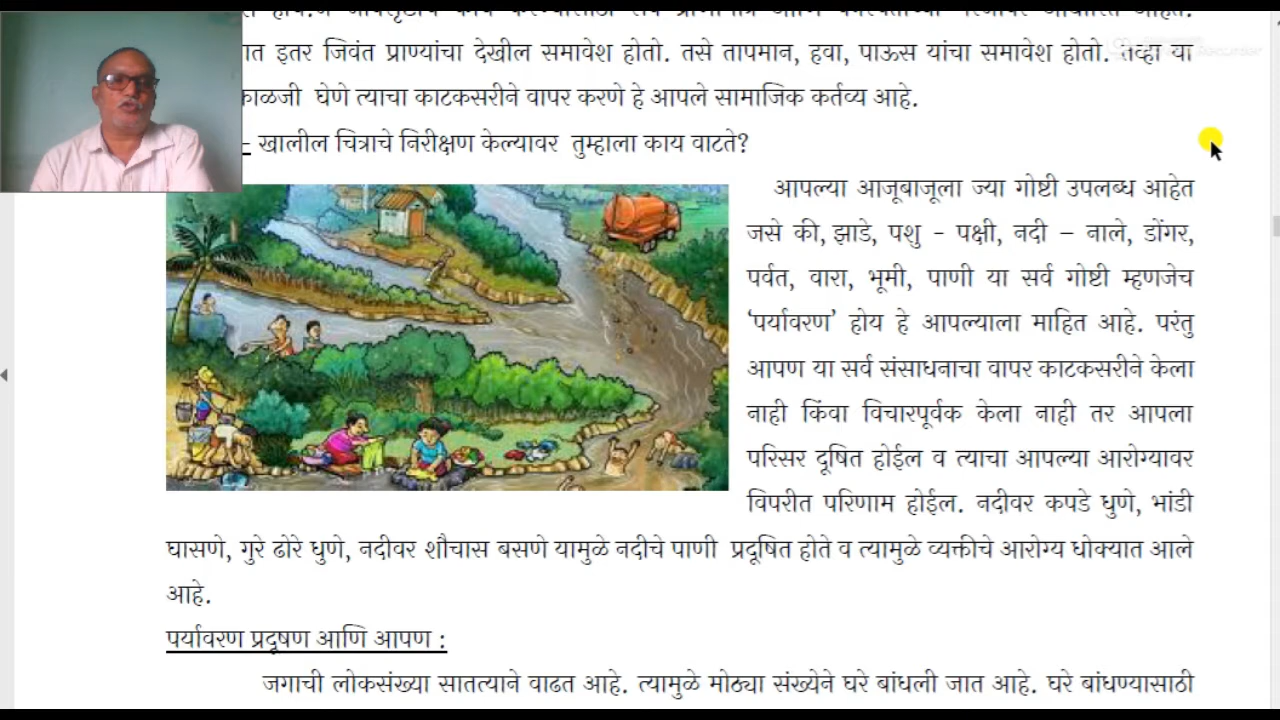 ात इतर जिवंत प्राण्यांचा देखील समावेश होतो. तसे तापमान, हवा, पाऊस यांचा समावेश होतो. तेव्हा या
काळजी घेणे त्याचा काटकसरीने वापर करणे हे आपले सामाजिक कर्तव्य आहे.
- खालील चित्राचे निरीक्षण केल्यावर तुम्हाला काय वाटते?
आपल्या आजूबाजूला ज्या गोष्टी उपलब्ध आहेत
जसे की, झाडे, पशु - पक्षी, नदी – नाले, डोंगर,
पर्वत, वारा, भूमी, पाणी या सर्व गोष्टी म्हणजेच
‘पर्यावरण’ होय हे आपल्याला माहित आहे. परंतु
आपण या सर्व संसाधनाचा वापर काटकसरीने केला
नाही किंवा विचारपूर्वक केला नाही तर आपला
परिसर दूषित होईल व त्याचा आपल्या आरोग्यावर
विपरीत परिणाम होईल. नदीवर कपडे धुणे, भांडी
घासणे, गुरे ढोरे धुणे, नदीवर शौचास बसणे यामुळे नदीचे पाणी प्रदूषित होते व त्यामुळे व्यक्तीचे आरोग्य धोक्यात आले
आहे.
पर्यावरण प्रदूषण आणि आपण :
जगाची लोकसंख्या सातत्याने वाढत आहे. त्यामुळे मोठ्या संख्येने घरे बांधली जात आहे. घरे बांधण्यासाठी